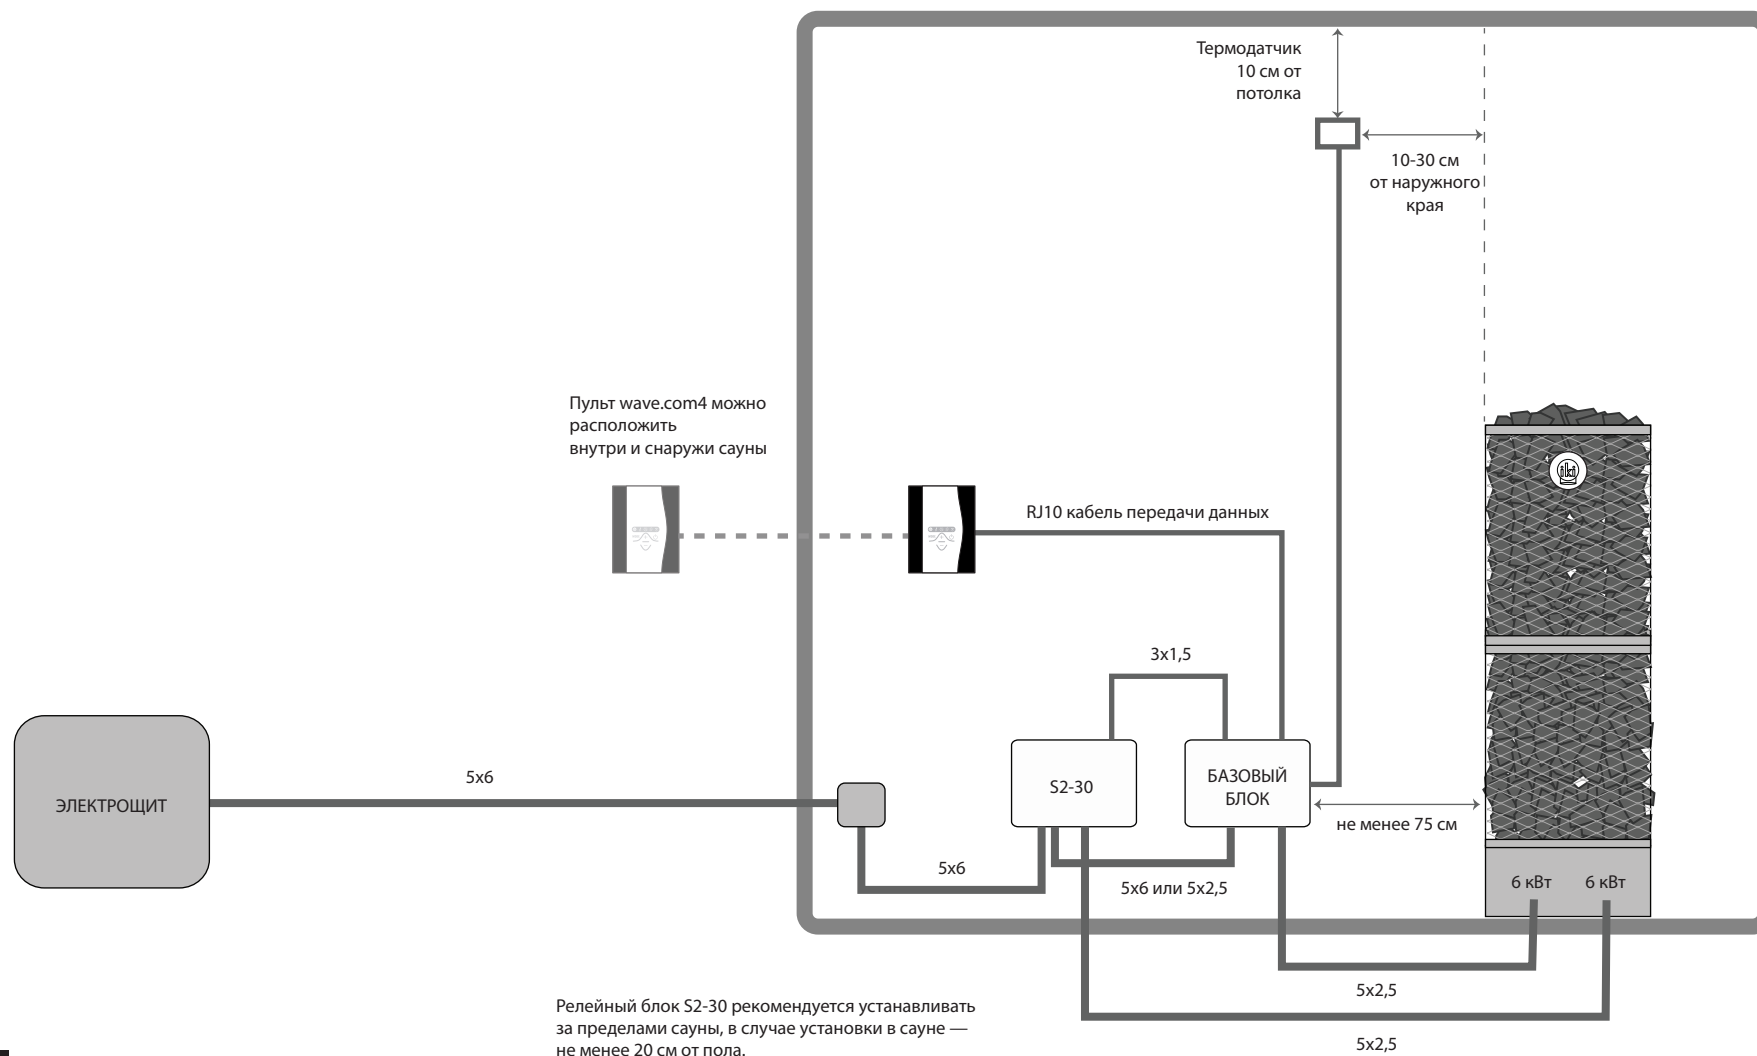 Термодатчик
10 см от
потолка
10-30 см
от наружного
края
Пульт wave.com4 можно
расположить
внутри и снаружи сауны
iki
RJ10 кабель передачи данных
3x1,5
ЭЛЕКТРОЩИТ
5x6
S2-30
БАЗОВЫЙ
БЛОК
не менее 75 см
5x6
5x6 или 5x2,5
6 кВт
6 кВт
5x2,5
5x2,5
Релейный блок S2-30 рекомендуется устанавливать
за пределами сауны, в случае установки в сауне —
не менее 20 см от пола.